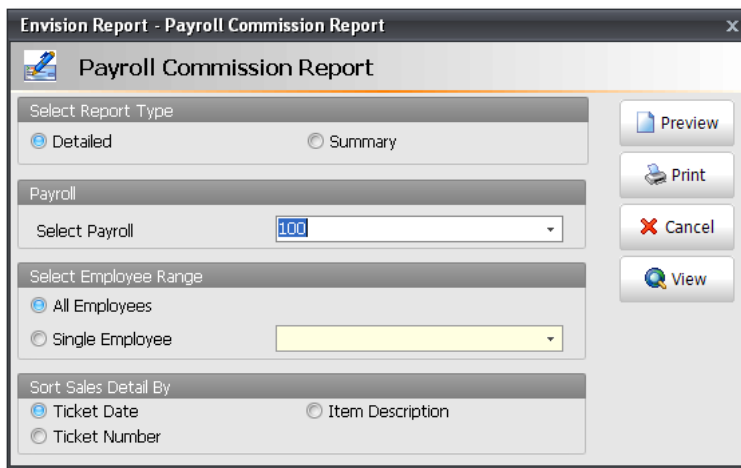 Envision Report - Payroll Commission Report x
Payroll Commission Report
Select Report Type
Detailed Summary
Payroll
Select Payroll 100
Select Employee Range
All Employees
Single Employee
Sort Sales Detail By
Ticket Date Item Description
Ticket Number
Preview
Print
Cancel
View